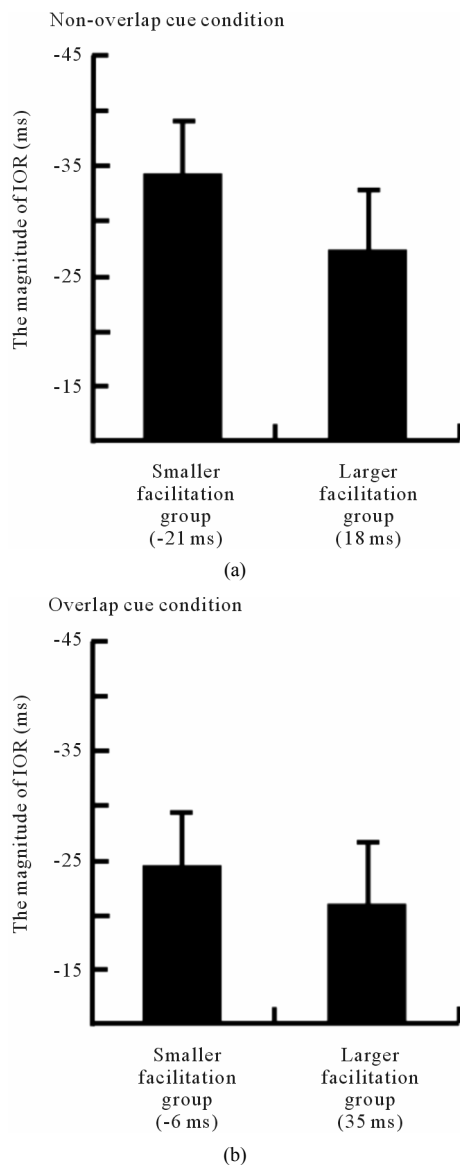 Non-overlap cue condition
The magnitude of IOR (ms)
-45
-35
-25
-15
Smaller
facilitation
group
(-21 ms)
Larger
facilitation
group
(18 ms)
(a)
Overlap cue condition
The magnitude of IOR (ms)
-45
-35
-25
-15
Smaller
facilitation
group
(-6 ms)
Larger
facilitation
group
(35 ms)
(b)